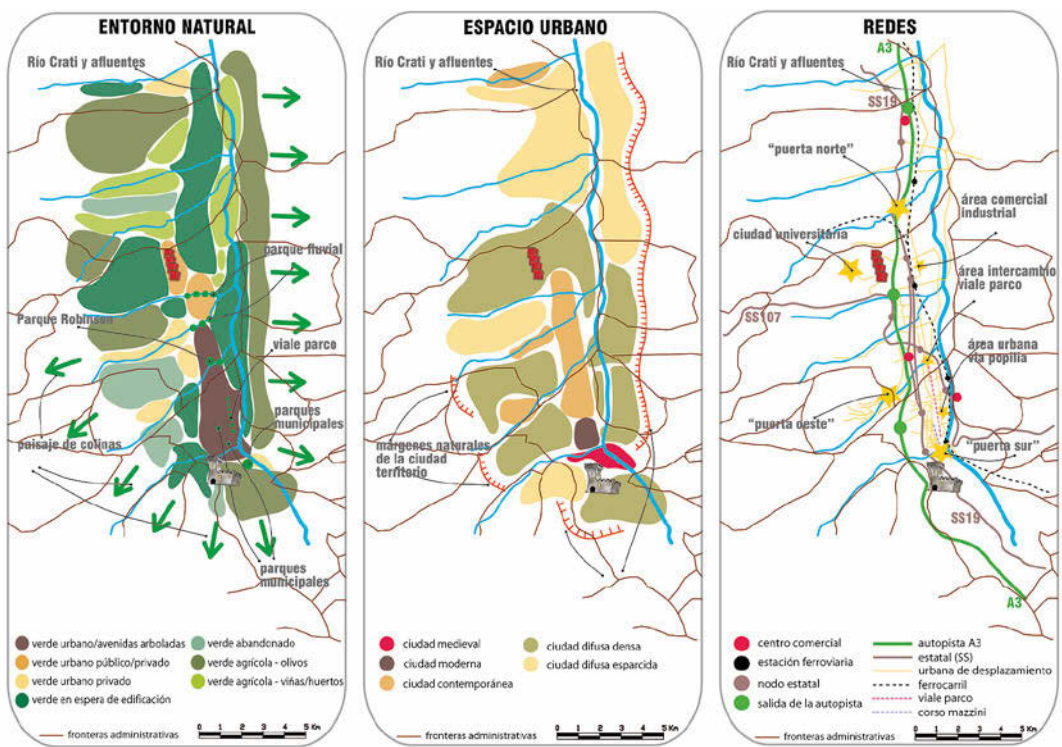 ENTORNO NATURAL
Río Crati y afluentes
parque fluvial
Parque Robinson
viale parco
parques
municipales
paisaje de colinas
parques
municipales
verde urbano/avenidas arboladas
verde urbano público/privado
verde urbano privado
verde en espera de edificación
verde abandonado
verde agrícola - olivos
verde agrícola - viñas/huertos
fronteras administrativas
0 1 2 3 4 5 Km
ESPACIO URBANO
Río Crati y afluentes
márgenes naturales
de la ciudad
territorio
ciudad medieval
ciudad moderna
ciudad contemporánea
ciudad difusa densa
ciudad difusa esparcida
fronteras administrativas
0 1 2 3 4 5 Km
REDES
A3
Río Crati y afluentes
SS19
"puerta norte"
área comercial
industrial
ciudad universitária
área intercambio
viale parco
SS107
área urbana
via popilia
"puerta oeste"
"puerta sur"
SS19
A3
centro comercial
estación ferroviaria
nodo estatal
salida de la autopista
autopista A3
estatal (SS)
urbana de desplazamiento
ferrocarril
viale parco
corso mazzini
fronteras administrativas
0 1 2 3 4 5 Km